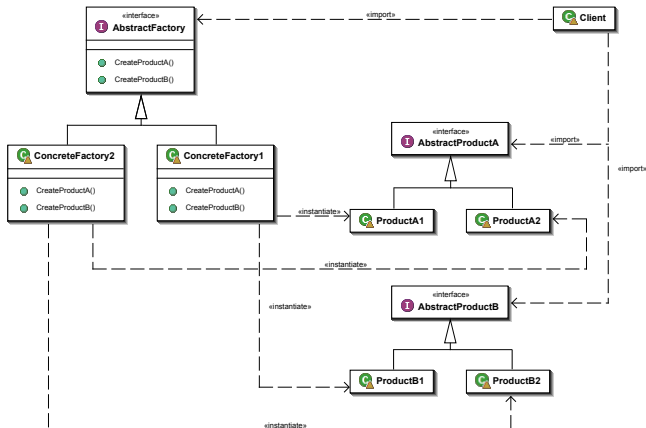 «interface»
AbstractFactory
CreateProductA()
CreateProductB()
«import»
Client
ConcreteFactory2
CreateProductA()
CreateProductB()
ConcreteFactory1
CreateProductA()
CreateProductB()
«interface»
AbstractProductA
«import»
«import»
«instantiate»
ProductA1
ProductA2
«instantiate»
«interface»
AbstractProductB
«instantiate»
ProductB1
ProductB2
«instantiate»